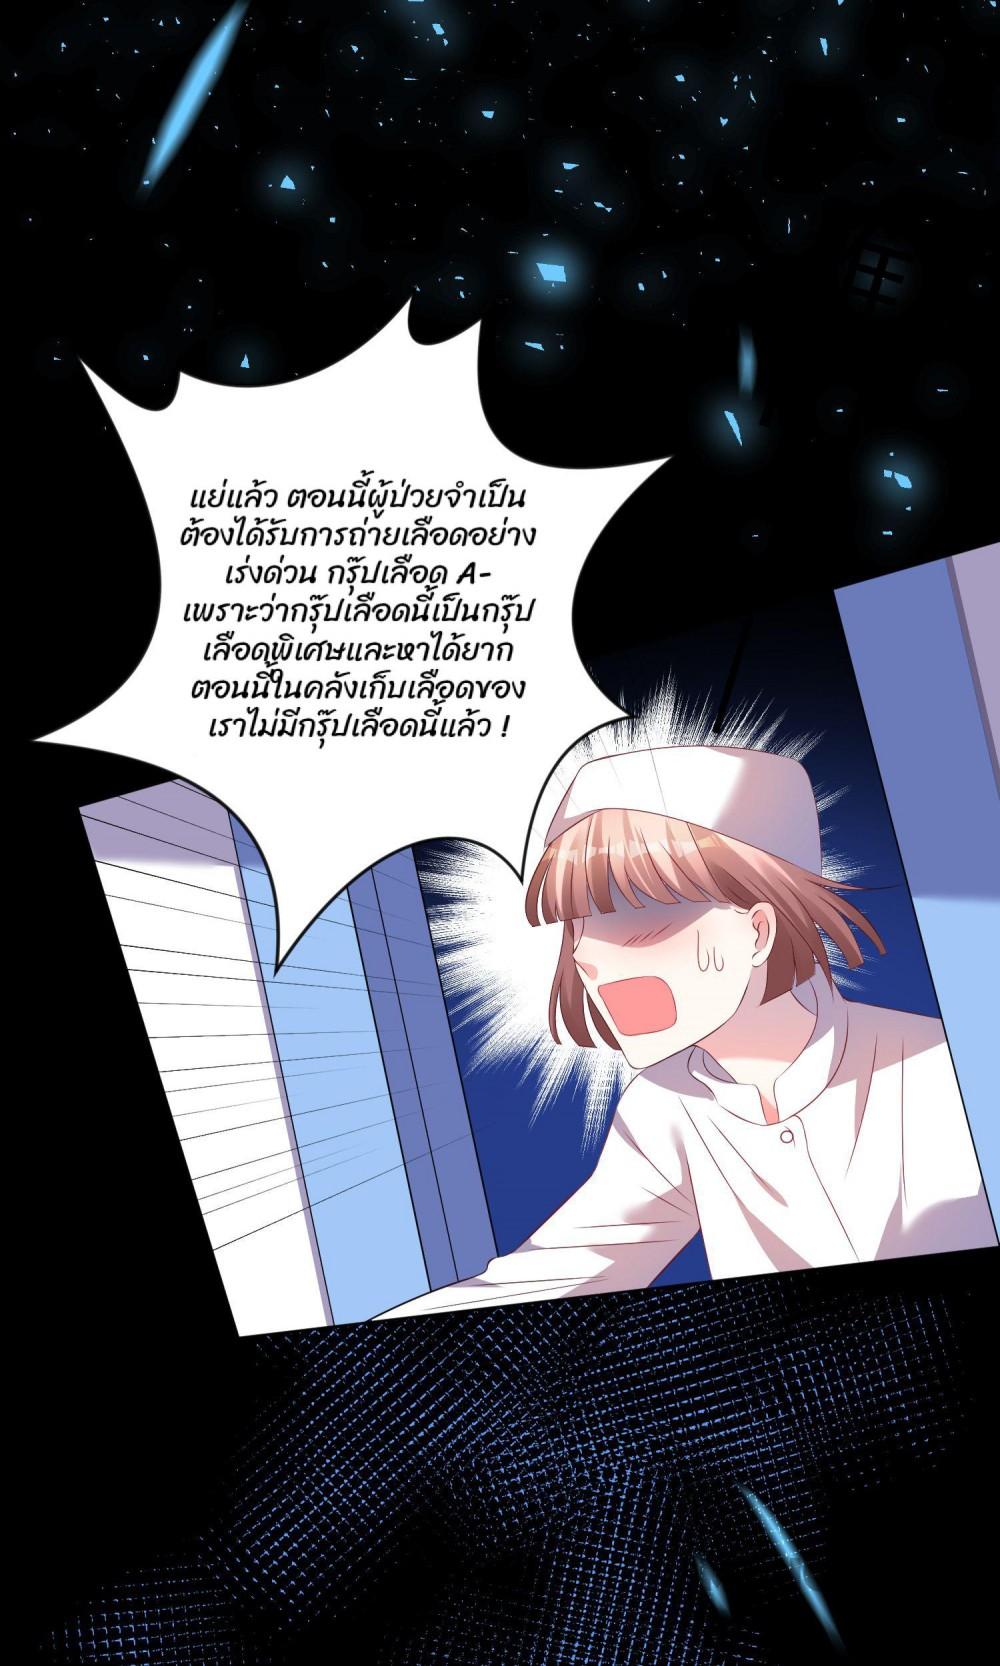 แย่แล้ว ตอนนี้ผู้ป่วยจำเป็น
ต้องได้รับการถ่ายเลือดอย่าง
เร่งด่วน กรุ๊ปเลือด A-
เพราะว่ากรุ๊ปเลือดนี้เป็นกรุ๊ป
เลือดพิเศษและหาได้ยาก
ตอนนี้ในคลังเก็บเลือดของ
เราไม่มีกรุ๊ปเลือดนี้แล้ว !